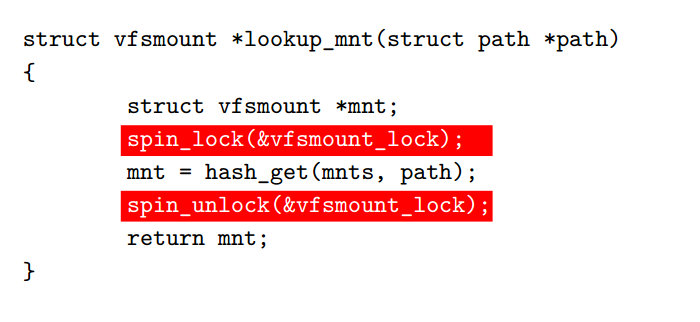 struct vfsmount *lookup_mnt(struct path *path)
{
struct vfsmount *mnt;
spin_lock(&vfsmount_lock);
mnt = hash_get(mnts, path);
spin_unlock(&vfsmount_lock);
return mnt;
}